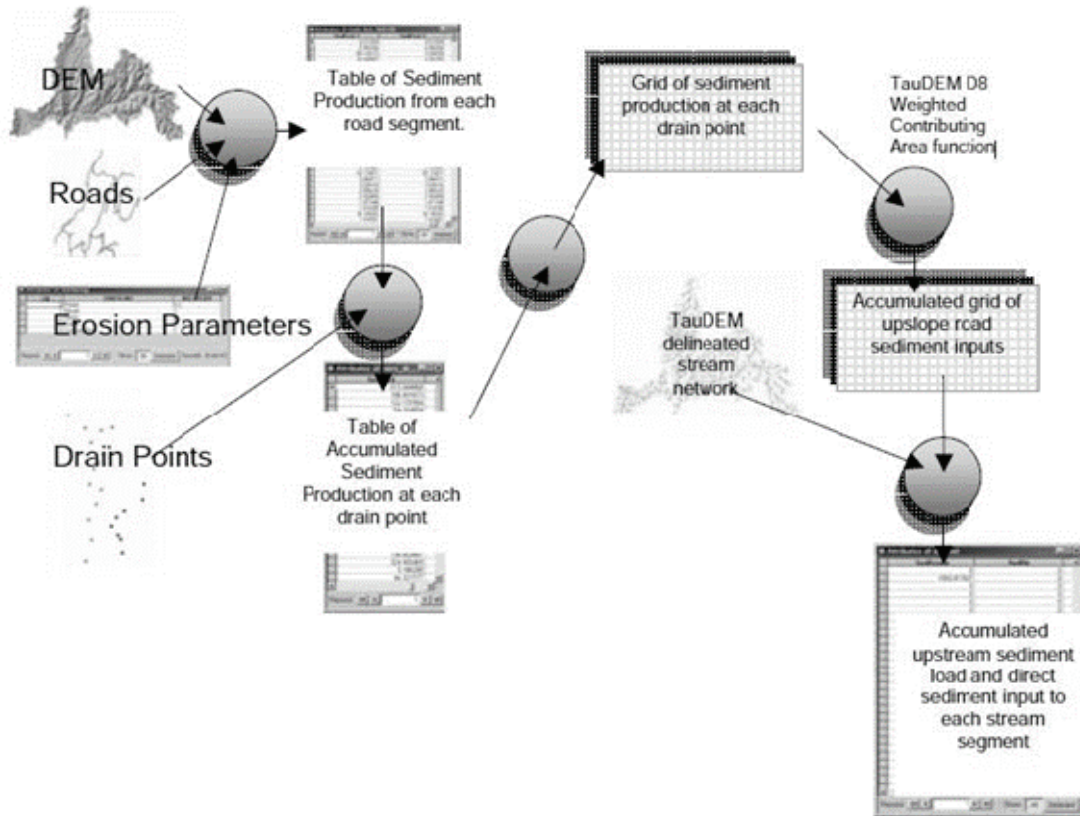 DEM
Roads
Erosion Parameters
Drain Points
Table of Sediment
Production from each
road segment.
Table of
Accumulated
Sediment
Production at each
drain point
Grid of sediment
production at each
drain point
TauDEM D8
Weighted
Contributing
Area function
TauDEM
delineated
stream
network
Accumulated grid of
upslope road
sediment inputs
Accumulated
upstream sediment
load and direct
sediment input to
each stream
segment